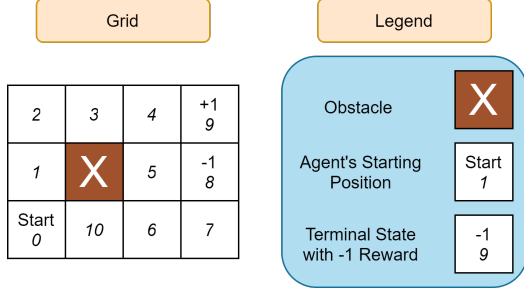 Grid
Legend
2 3 4 +1
9
1 X 5 -1
8
Start
0 10 6 7
X
Obstacle
Agent's Starting
Position
Start
1
Terminal State
with -1 Reward
-1
9